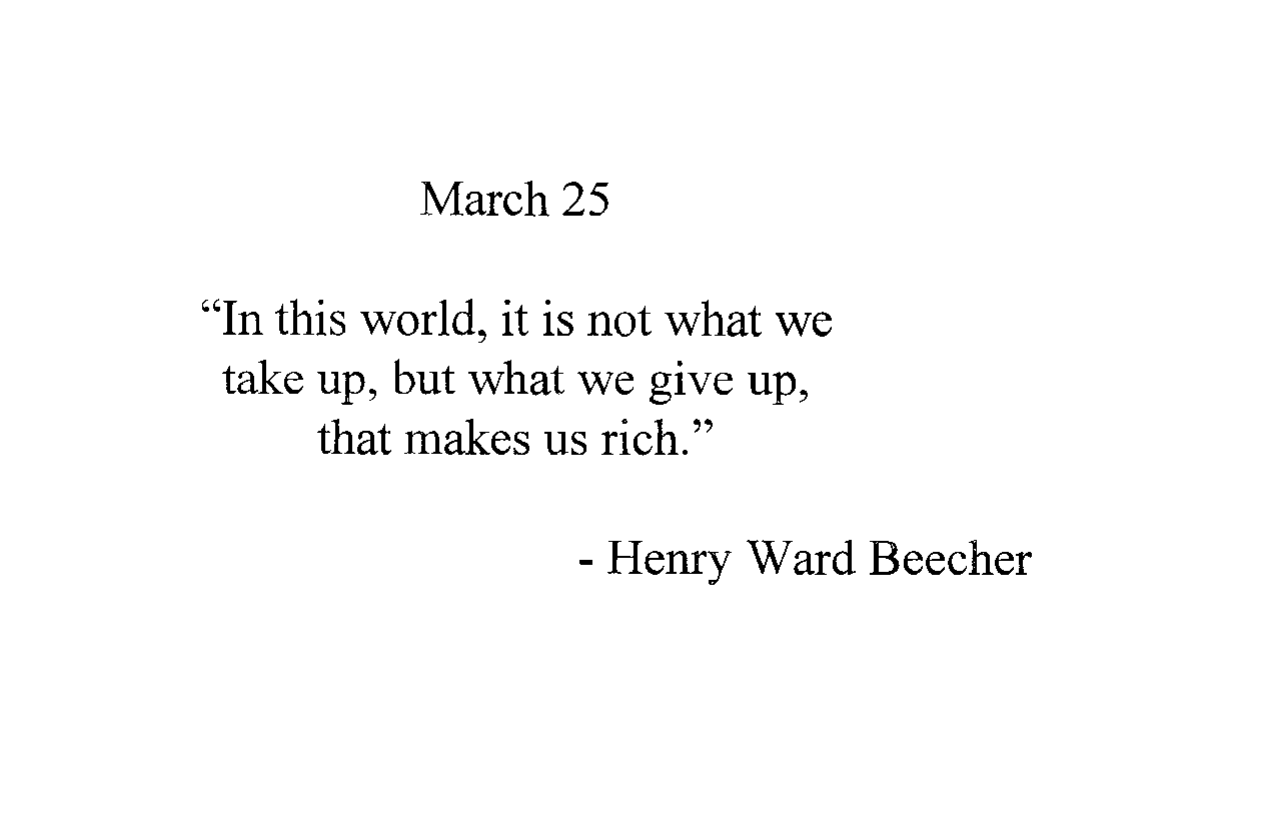 March 25
“In this world, it is not what we
take up, but what we give up,
that makes us rich.”
- Henry Ward Beecher